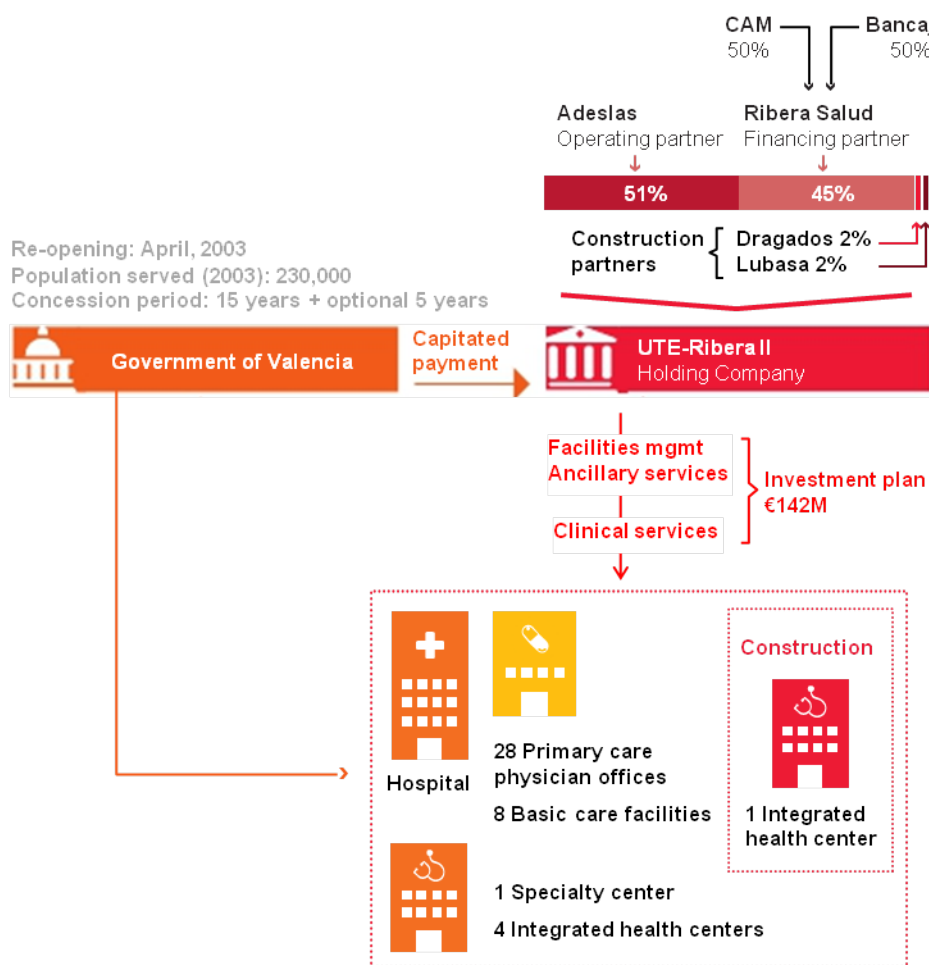 CAM
50%
Bancaj
50%
Adeslas
Operating partner
Ribera Salud
Financing partner
51%
45%
Construction
partners
Dragados 2%
Lubasa 2%
Re-opening: April, 2003
Population served (2003): 230,000
Concession period: 15 years + optional 5 years
Government of Valencia
Capitated
payment
UTE-Ribera II
Holding Company
Facilities mgmt
Ancillary services
Clinical services
Investment plan
€142M
Hospital
28 Primary care
physician offices
8 Basic care facilities
Construction
1 Integrated
health center
1 Specialty center
4 Integrated health centers